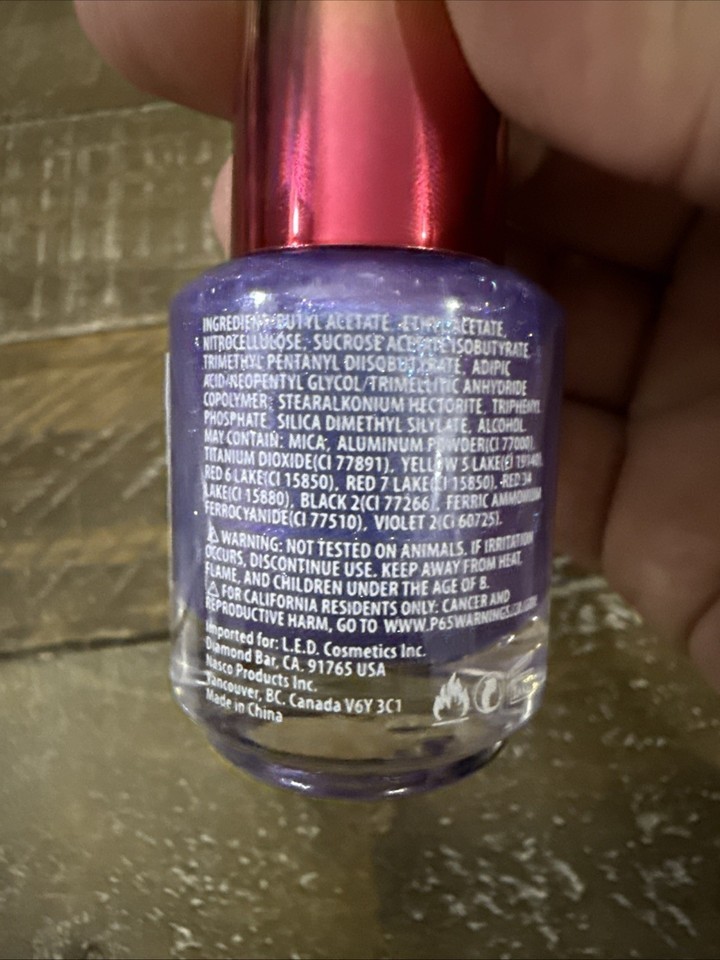 INGREDIENT: BUTYL ACETATE, ETHYL ACETATE,
NITROCELLULOSE, SUCROSE ACETATE ISOBUTYRATE,
TRIMETHYL PENTANYL DIISOBUTYRATE, ADIPIC
ACID/NEOPENTYL GLYCOL/TRIMELLITIC ANHYDRIDE
COPOLYMER, STEARALKONIUM HECTORITE, TRIPHENYL
PHOSPHATE, SILICA DIMETHYL SILYLATE, ALCOHOL.
MAY CONTAIN: MICA, ALUMINUM POWDER(CI 77000),
TITANIUM DIOXIDE(CI 77891), YELLOW 5 LAKE(CI 19140),
RED 6 LAKE(CI 15850), RED 7 LAKE(CI 15850), RED 34
LAKE(CI 15880), BLACK 2(CI 77266), FERRIC AMMONIUM
FERROCYANIDE(CI 77510), VIOLET 2(CI 60725).
⚠ WARNING: NOT TESTED ON ANIMALS. IF IRRITATION
OCCURS, DISCONTINUE USE. KEEP AWAY FROM HEAT,
FLAME, AND CHILDREN UNDER THE AGE OF 8.
⚠ FOR CALIFORNIA RESIDENTS ONLY: CANCER AND
REPRODUCTIVE HARM, GO TO W.WW.P65WARNINGS.CA.GOV
Imported for: L.E.D. Cosmetics Inc.
Diamond Bar, CA. 91765 USA
Nasco Products Inc.
Vancouver, BC. Canada V6Y 3C1
Made in China